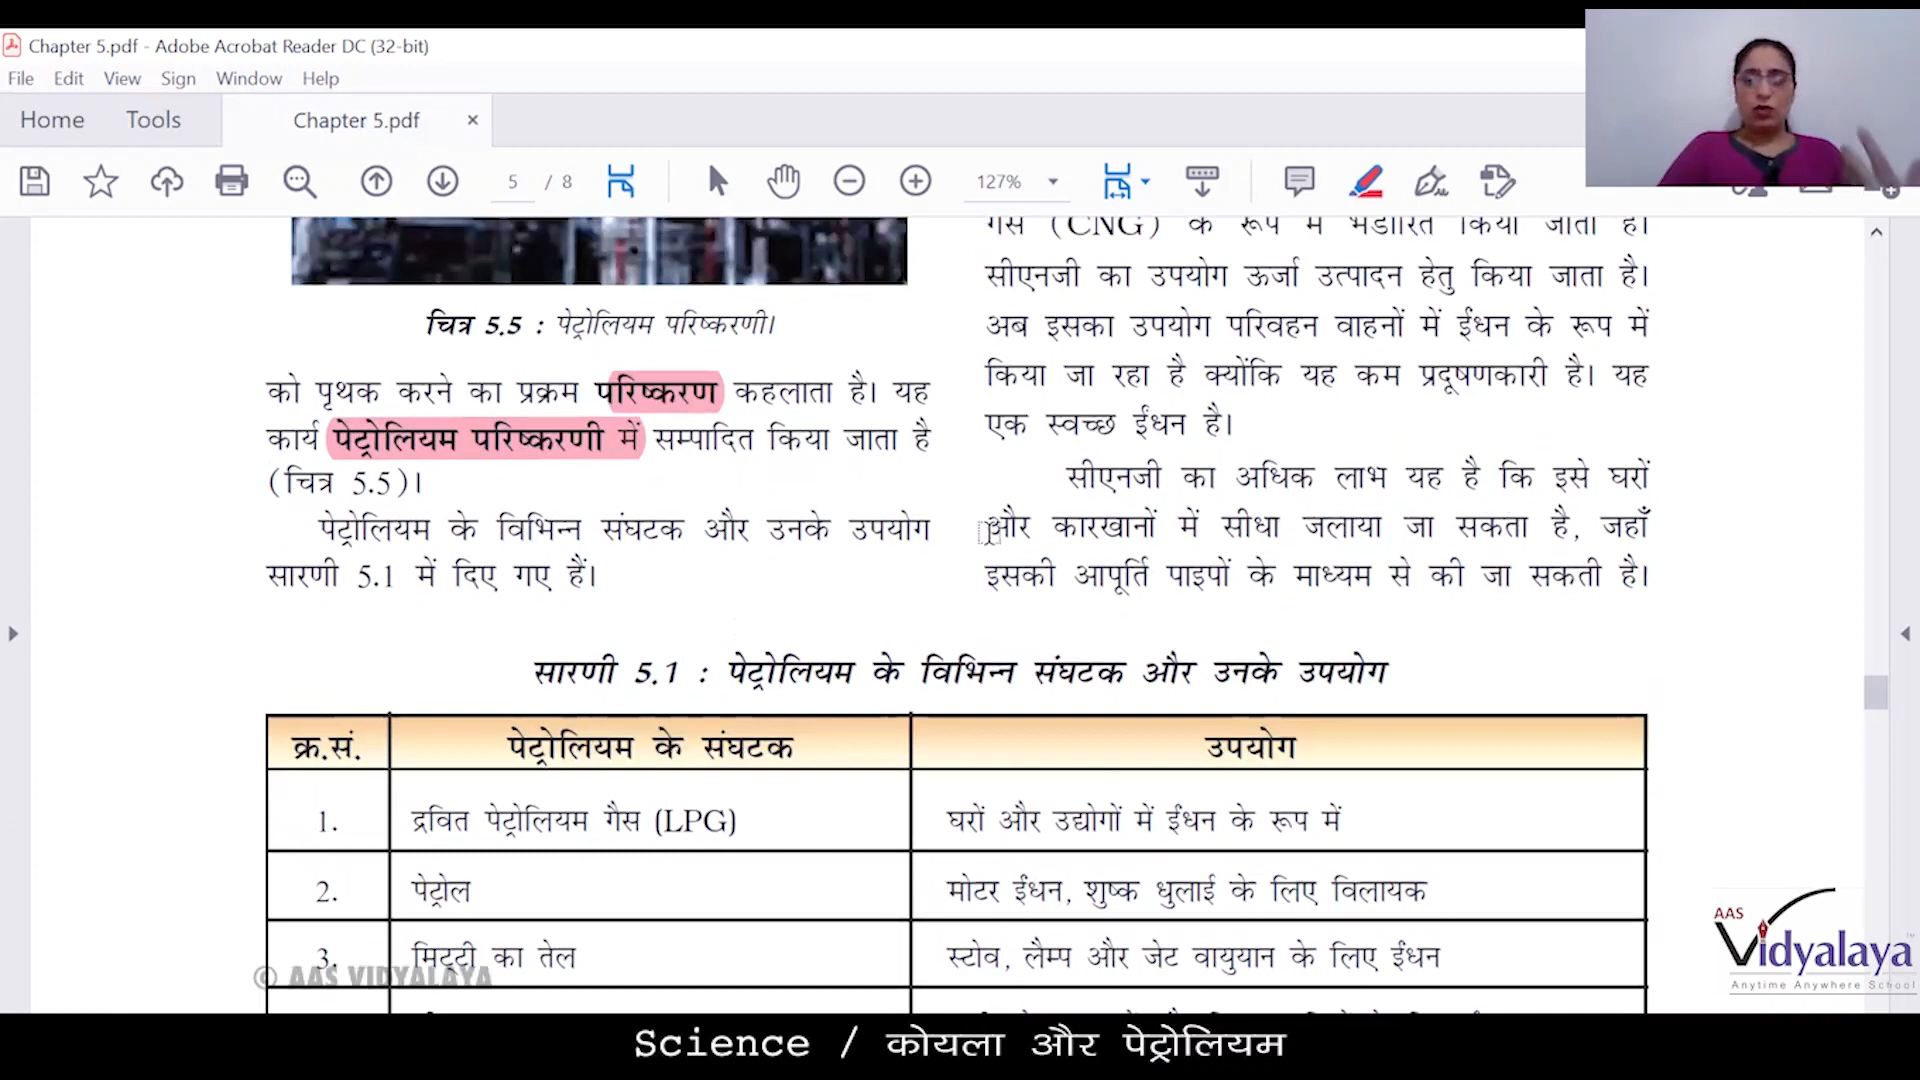 Chapter 5.pdf - Adobe Acrobat Reader DC (32-bit)
File Edit View Sign Window Help
Home Tools Chapter 5.pdf ×
5 / 8 127%
चित्र 5.5 : पेट्रोलियम परिष्करणी।
को पृथक करने का प्रक्रम परिष्करण कहलाता है। यह
कार्य पेट्रोलियम परिष्करणी में सम्पादित किया जाता है
(चित्र 5.5)।
पेट्रोलियम के विभिन्न संघटक और उनके उपयोग
सारणी 5.1 में दिए गए हैं।
गैस (CNG) के रूप में भंडारित किया जाता है।
सीएनजी का उपयोग ऊर्जा उत्पादन हेतु किया जाता है।
अब इसका उपयोग परिवहन वाहनों में ईंधन के रूप में
किया जा रहा है क्योंकि यह कम प्रदूषणकारी है। यह
एक स्वच्छ ईंधन है।
सीएनजी का अधिक लाभ यह है कि इसे घरों
और कारखानों में सीधा जलाया जा सकता है, जहाँ
इसकी आपूर्ति पाइपों के माध्यम से की जा सकती है।
सारणी 5.1 : पेट्रोलियम के विभिन्न संघटक और उनके उपयोग
क्र.सं. पेट्रोलियम के संघटक उपयोग
1. द्रवित पेट्रोलियम गैस (LPG) घरों और उद्योगों में ईंधन के रूप में
2. पेट्रोल मोटर ईंधन, शुष्क धुलाई के लिए विलायक
3. मिट्टी का तेल स्टोव, लैम्प और जेट वायुयान के लिए ईंधन
© AAS VIDYALAYA
AAS
Vidyalaya
Anytime Anywhere School
Science / कोयला और पेट्रोलियम